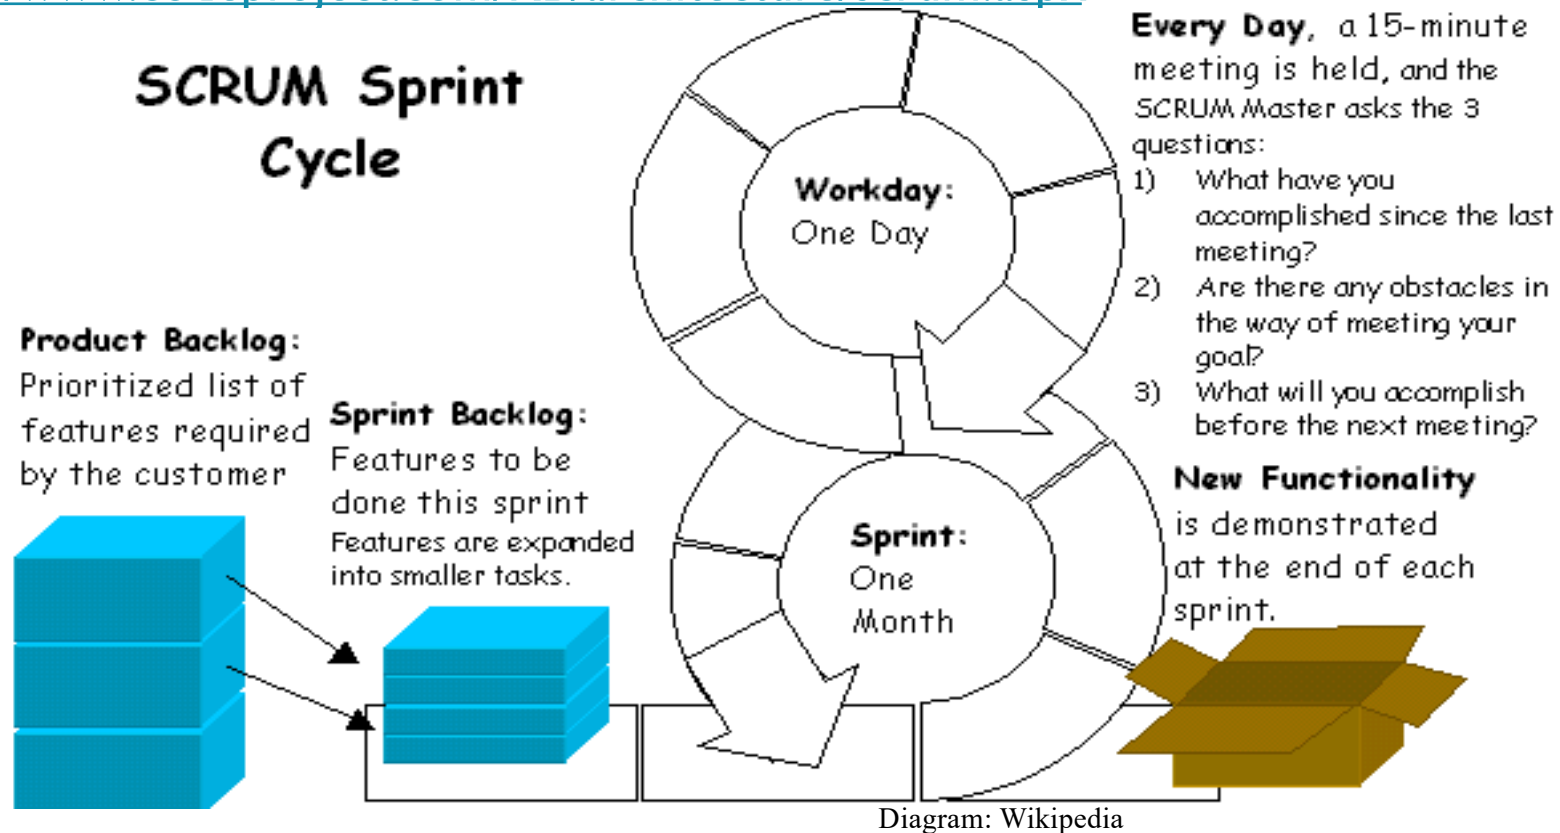 SCRUM Sprint
Cycle
Workday:
One Day
Every Day, a 15-minute
meeting is held, and the
SCRUM Master asks the 3
questions:
1) What have you
accomplished since the last
meeting?
2) Are there any obstacles in
the way of meeting your
goal?
3) What will you accomplish
before the next meeting?
Product Backlog:
Prioritized list of
features required
by the customer
Sprint Backlog:
Features to be
done this sprint
Features are expanded
into smaller tasks.
Sprint:
One
Month
New Functionality
is demonstrated
at the end of each
sprint.
Diagram: Wikipedia